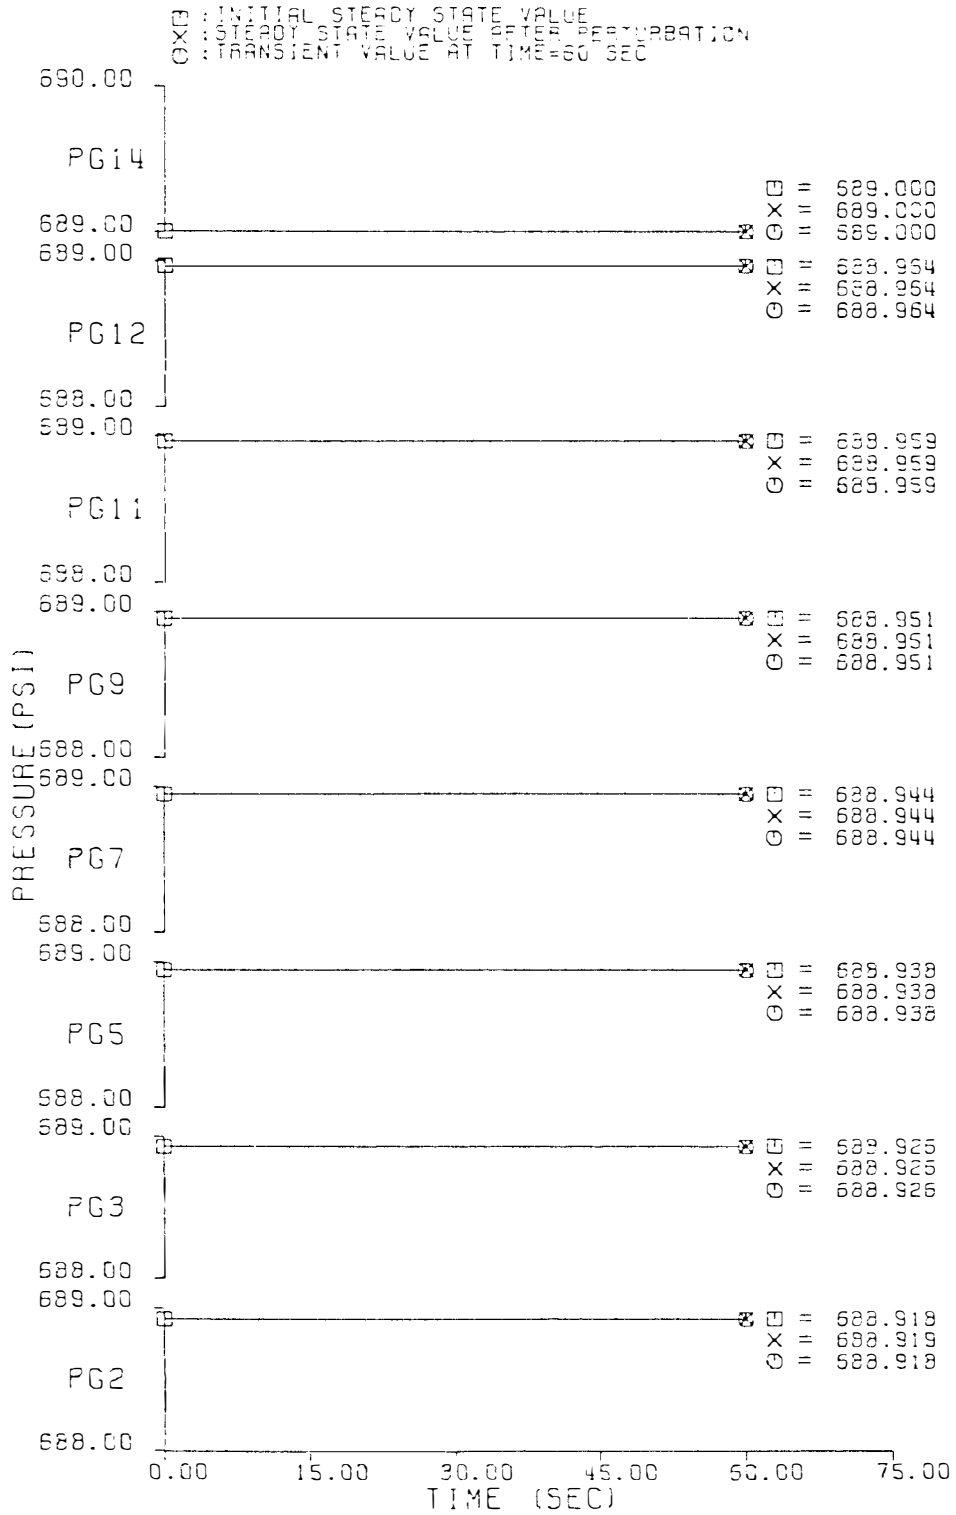 : INITIAL STEADY STATE VALUE
X : STEADY STATE VALUE AFTER PERTURBATION
: TRANSIENT VALUE AT TIME=60 SEC
690.00
PG14
= 689.000
X = 689.000
= 689.000
689.00
689.00
= 688.964
X = 688.964
= 688.964
PG12
688.00
689.00
= 688.959
X = 688.959
= 688.959
PG11
688.00
689.00
= 688.951
X = 688.951
= 688.951
PG9
PRESSURE (PSI)
688.00
689.00
= 688.944
X = 688.944
= 688.944
PG7
688.00
689.00
= 688.938
X = 688.938
= 688.938
PG5
688.00
689.00
= 688.926
X = 688.926
= 688.926
PG3
688.00
689.00
= 688.918
X = 688.919
= 688.918
PG2
688.00
0.00 15.00 30.00 45.00 60.00 75.00
TIME (SEC)